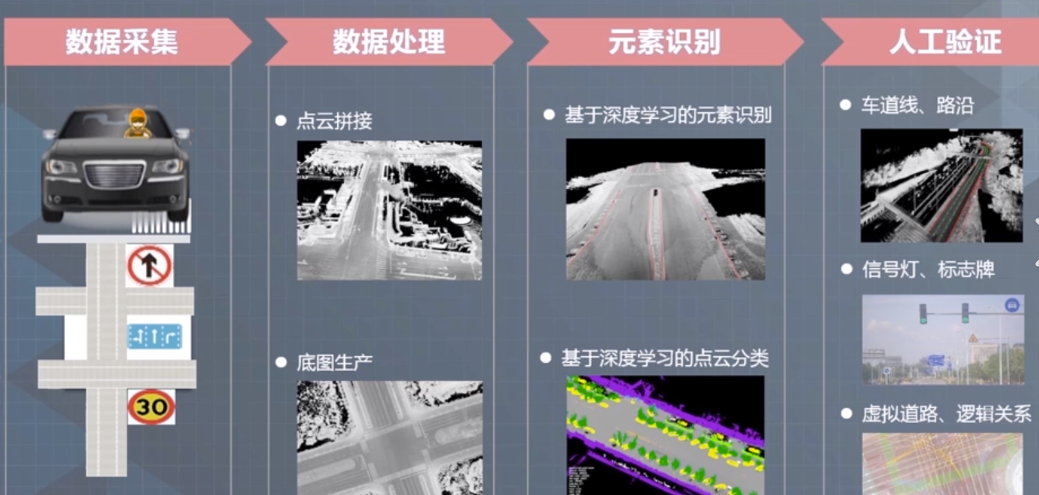 数据采集
数据处理
元素识别
人工验证
点云拼接
基于深度学习的元素识别
车道线、路沿
信号灯、标志牌
底图生产
基于深度学习的点云分类
虚拟道路、逻辑关系
30